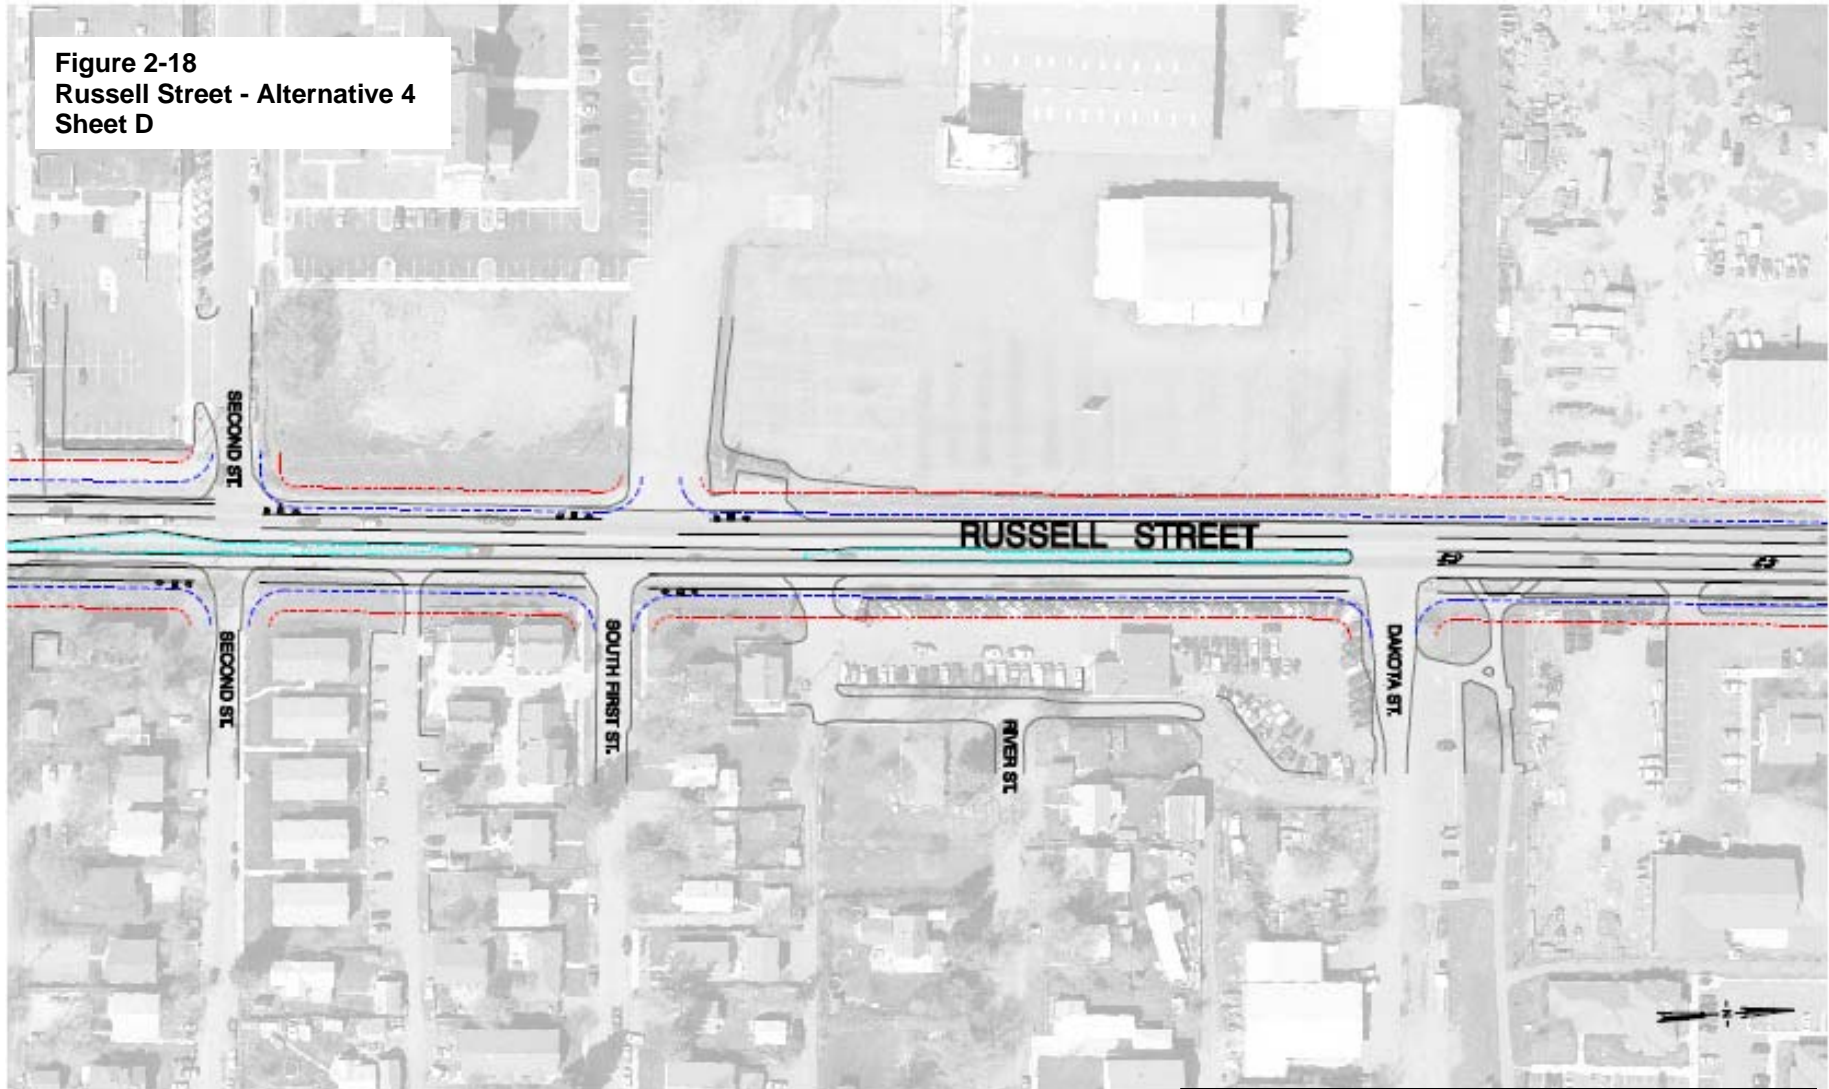 Figure 2-18
Russell Street - Alternative 4
Sheet D
SECOND ST.
RUSSELL STREET
SECOND ST.
SOUTH FIRST ST.
RIVER ST.
DAKOTA ST.